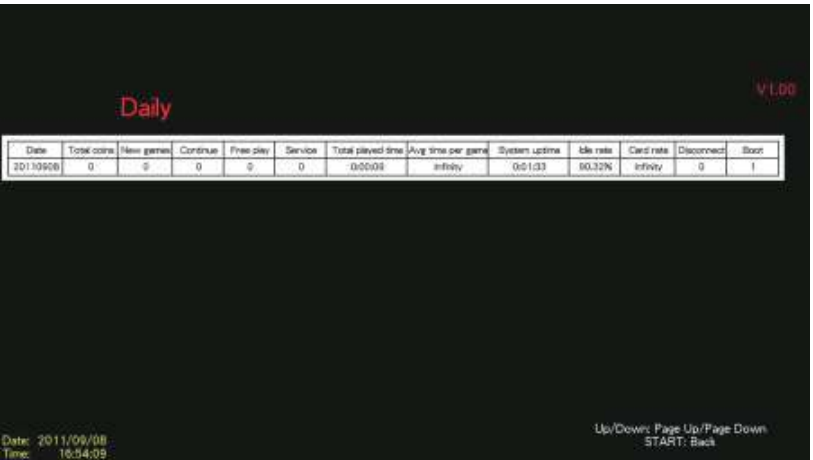 V1.00
Daily
Date Total coins New games Continue Free play Service Total played time Avg time per game System uptime Idle rate Card rate Disconnect Boot
20110908 0 0 0 0 0 0:00:09 Infinity 0:01:33 90.32% Infinity 0 1
Up/Down: Page Up/Page Down
START: Back
Date: 2011/09/08
Time: 16:54:09